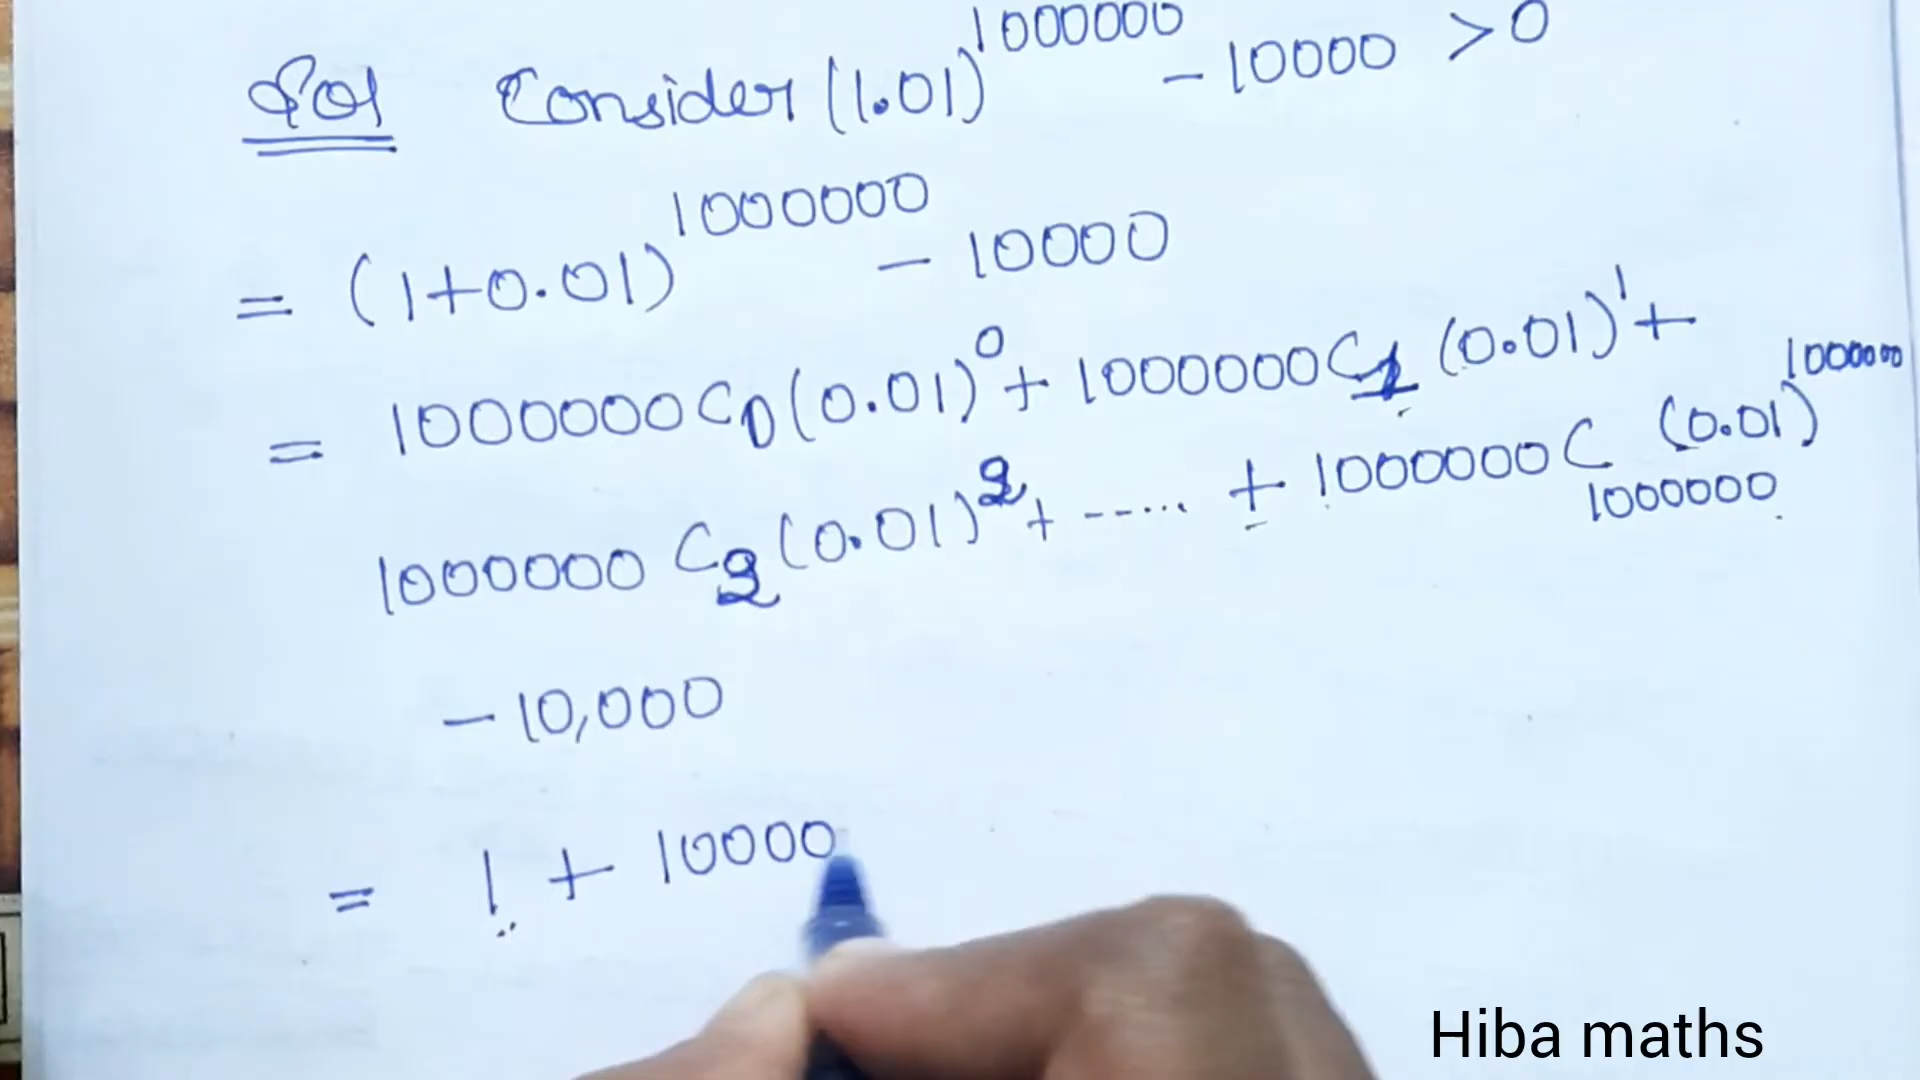 Sol Consider (1.01)^1000000 - 10000 > 0
= (1+0.01)^1000000 - 10000
= 1000000C0(0.01)^0 + 1000000C1(0.01)^1 +
1000000C2(0.01)^2 + ----... + 1000000C1000000(0.01)^1000000
- 10,000
= 1 + 10000
Hiba maths